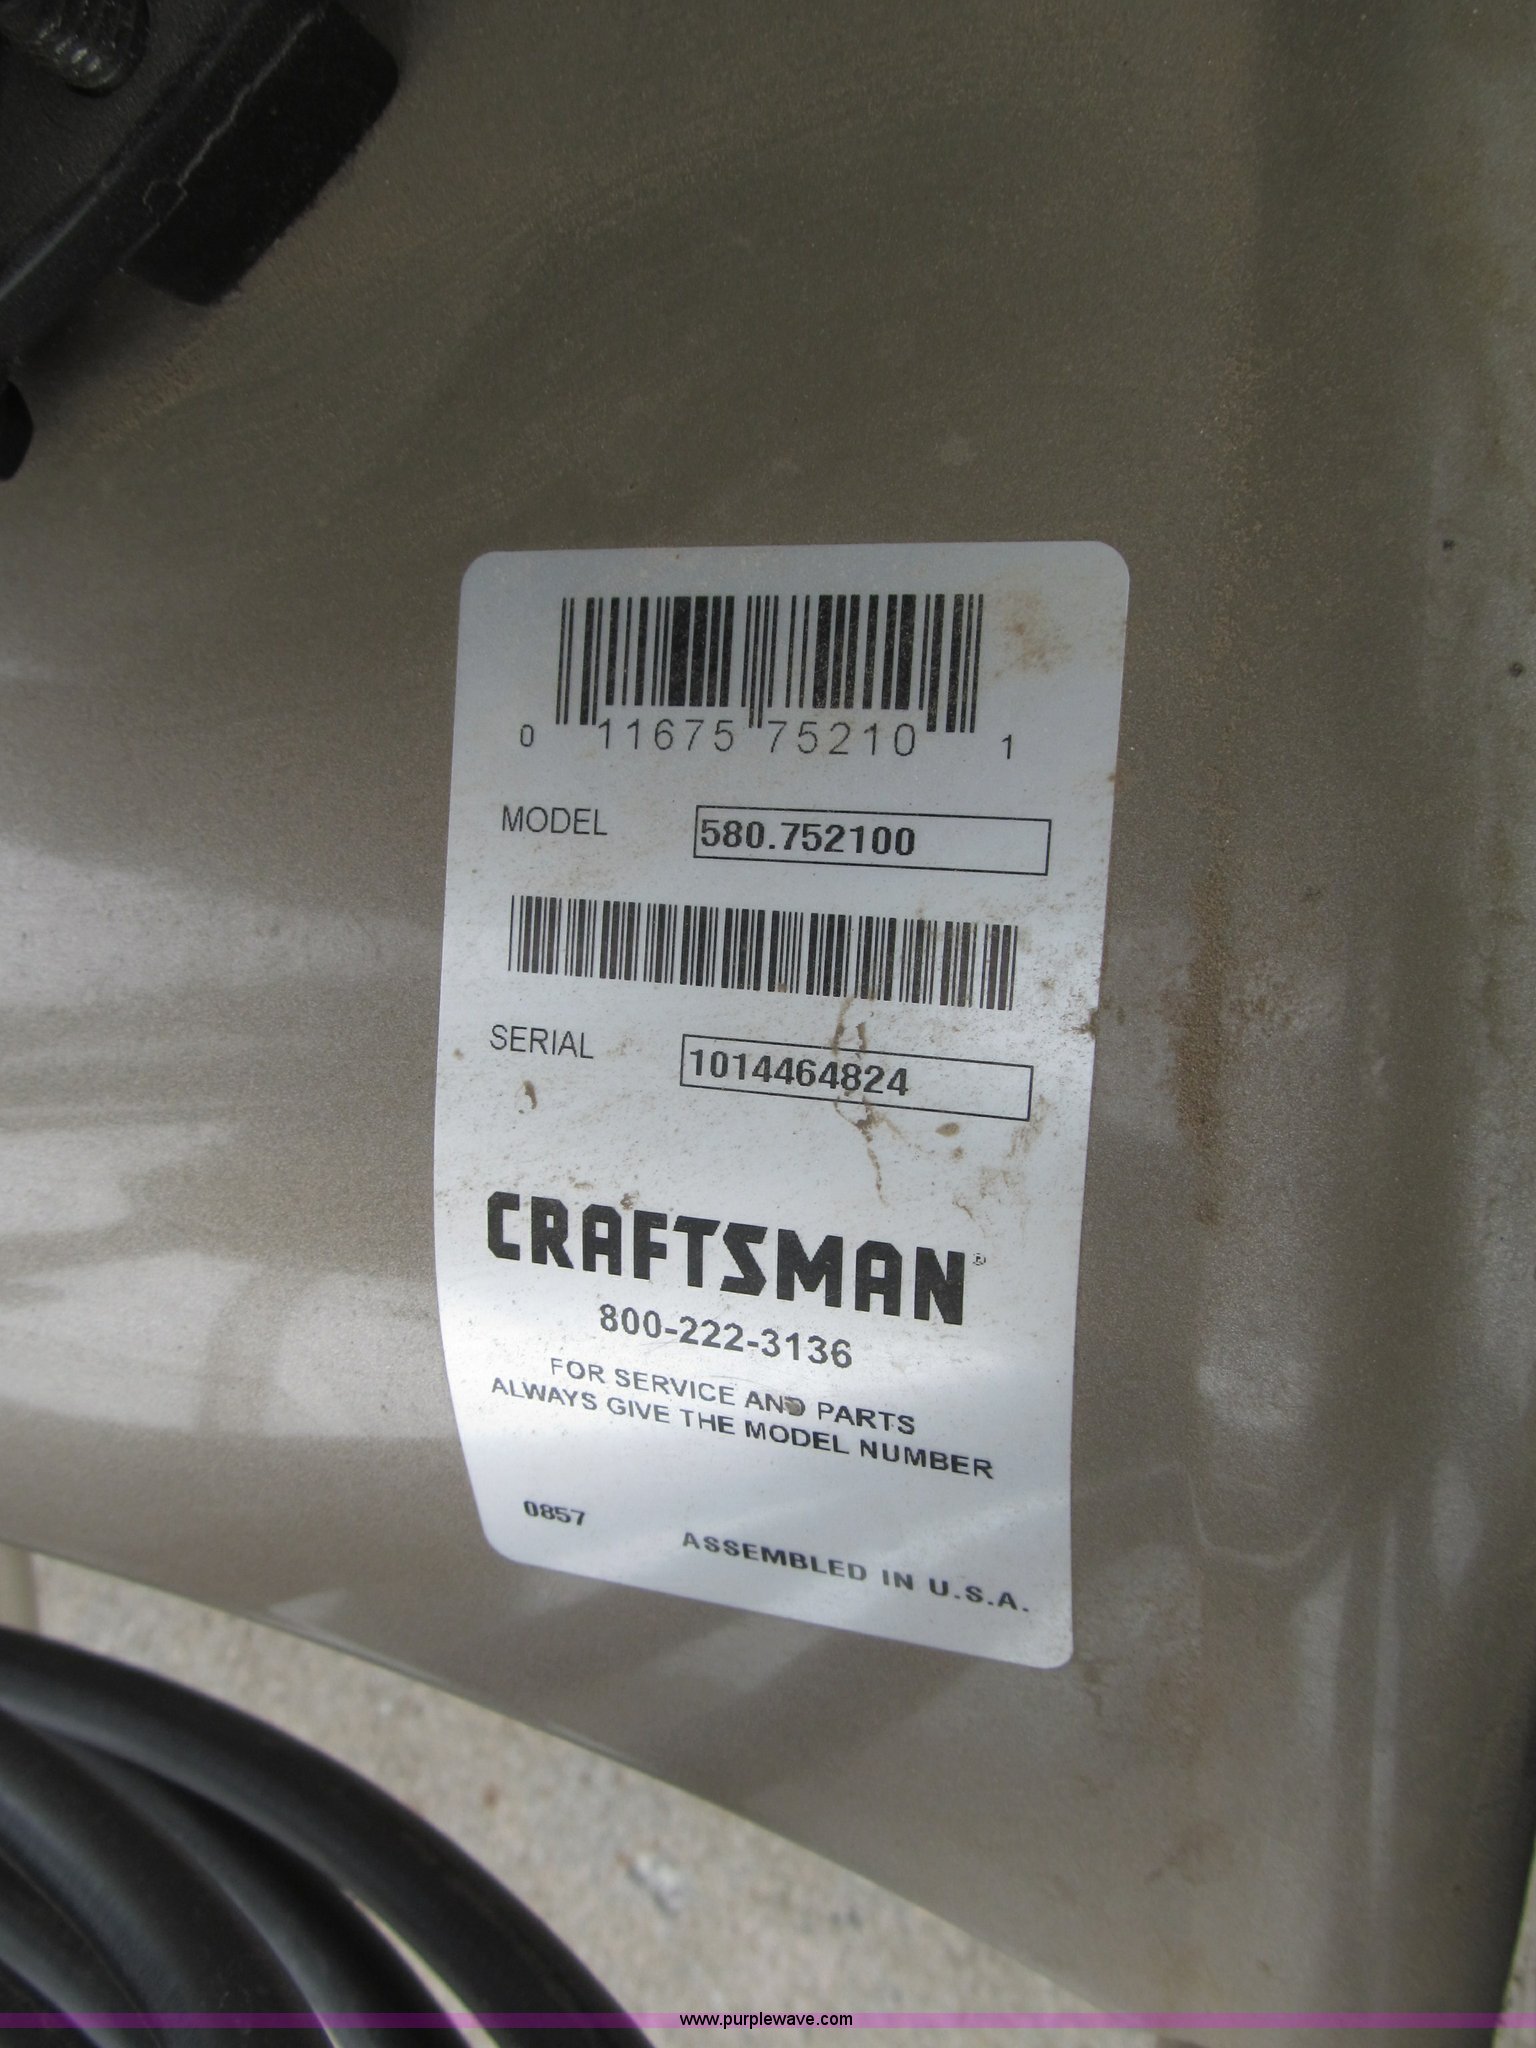 0 11675 75210 1
MODEL 580.752100
SERIAL 1014464824
CRAFTSMAN®
800-222-3136
FOR SERVICE AND PARTS
ALWAYS GIVE THE MODEL NUMBER
0857 ASSEMBLED IN U.S.A.
www.purplewave.com